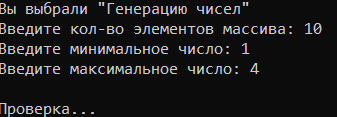 Вы выбрали "Генерацию чисел"
Введите кол-во элементов массива: 10
Введите минимальное число: 1
Введите максимальное число: 4
Проверка...